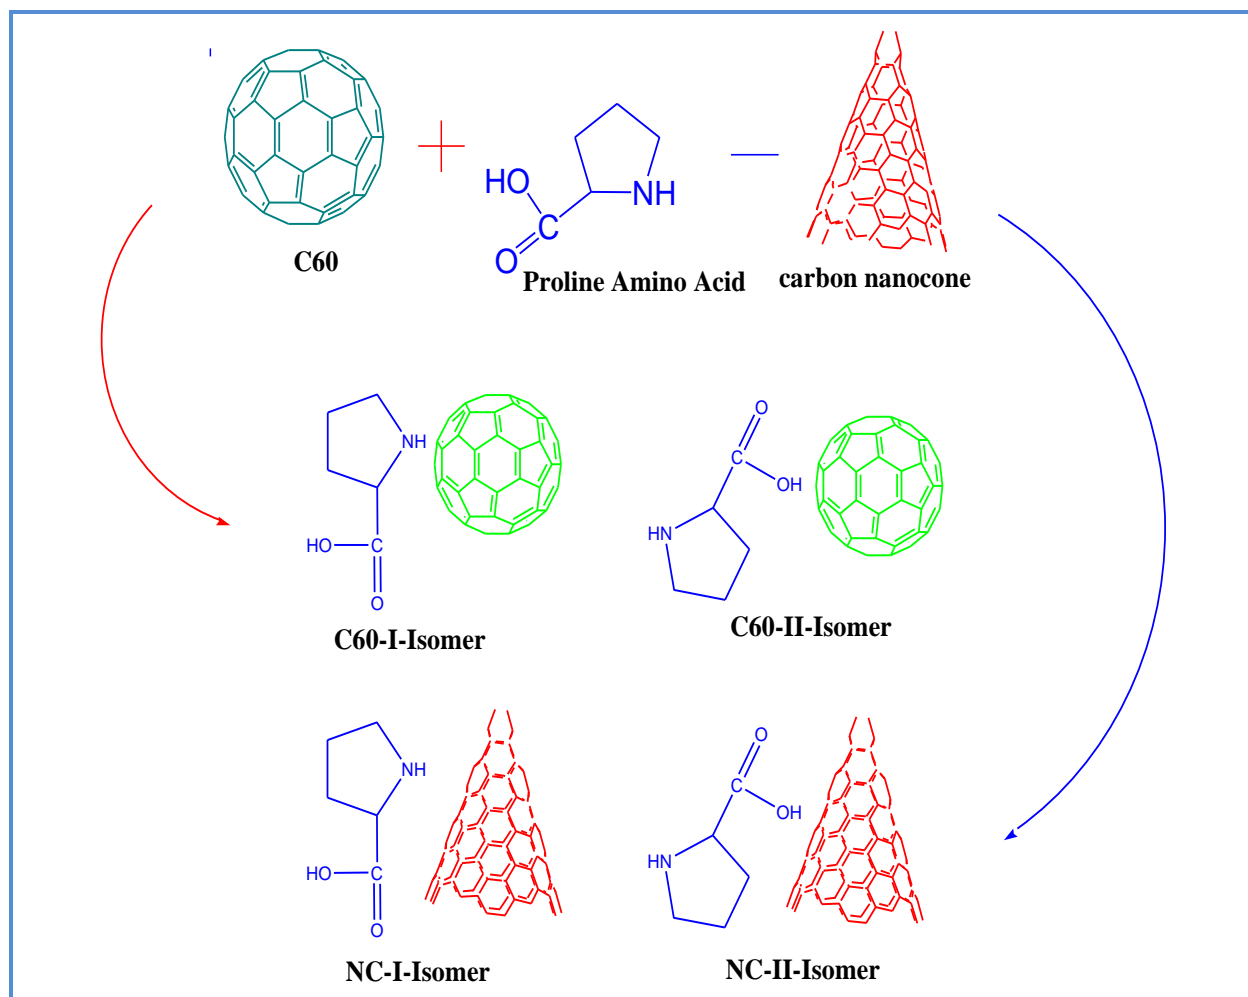 HO
NH
C
O
C60
Proline Amino Acid
carbon nanocone
NH
HO
C
O
C60-I-Isomer
O
C
OH
HN
C60-II-Isomer
NH
HO
C
O
NC-I-Isomer
O
C
OH
HN
NC-II-Isomer